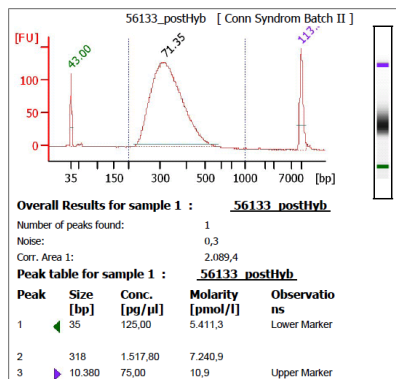 56133_postHyb [ Conn Syndrom Batch II ]
[FU]
43.00
71.35
113..
100
50
0
35 150 300 500 1000 7000 [bp]
Overall Results for sample 1 : 56133_postHyb
Number of peaks found: 1
Noise: 0,3
Corr. Area 1: 2.089,4
Peak table for sample 1 : 56133_postHyb
Peak Size Conc. Molarity Observatio
[bp] [pg/µl] [pmol/l] ns
1 35 125,00 5.411,3 Lower Marker
2 318 1.517,80 7.240,9
3 10.380 75,00 10,9 Upper Marker